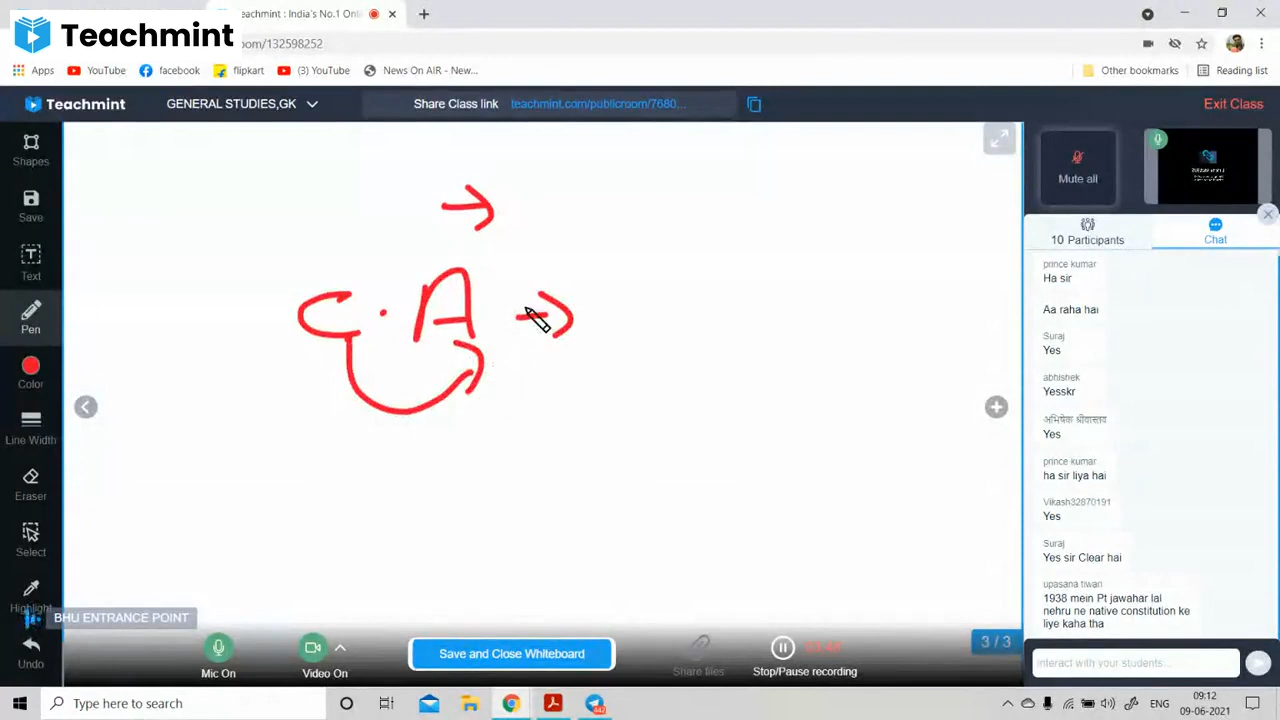 Teachmint
eachmint : India's No.1 Onl
om/132598252
Apps
YouTube
facebook
flipkart
(3) YouTube
News On AIR - New...
Other bookmarks
Reading list
Teachmint
GENERAL STUDIES,GK
Share Class link
teachmint.com/publicroom/7680...
Exit Class
Shapes
Save
Text
Pen
Color
Line Width
Eraser
Select
Highlight
Undo
C. A
Mute all
10 Participants
Chat
prince kumar
Ha sir
Aa raha hai
Suraj
Yes
abhishek
Yesskr
अभिषेक श्रीवास्तव
Yes
prince kumar
ha sir liya hai
Vikash32870191
Yes
Suraj
Yes sir Clear hai
upasana tiwari
1938 mein Pt jawahar lal
nehru ne native constitution ke
liye kaha tha
Interact with your students...
BHU ENTRANCE POINT
Mic On
Video On
Save and Close Whiteboard
Share files
Stop/Pause recording
3 / 3
Type here to search
442
ENG
09:12
09-06-2021